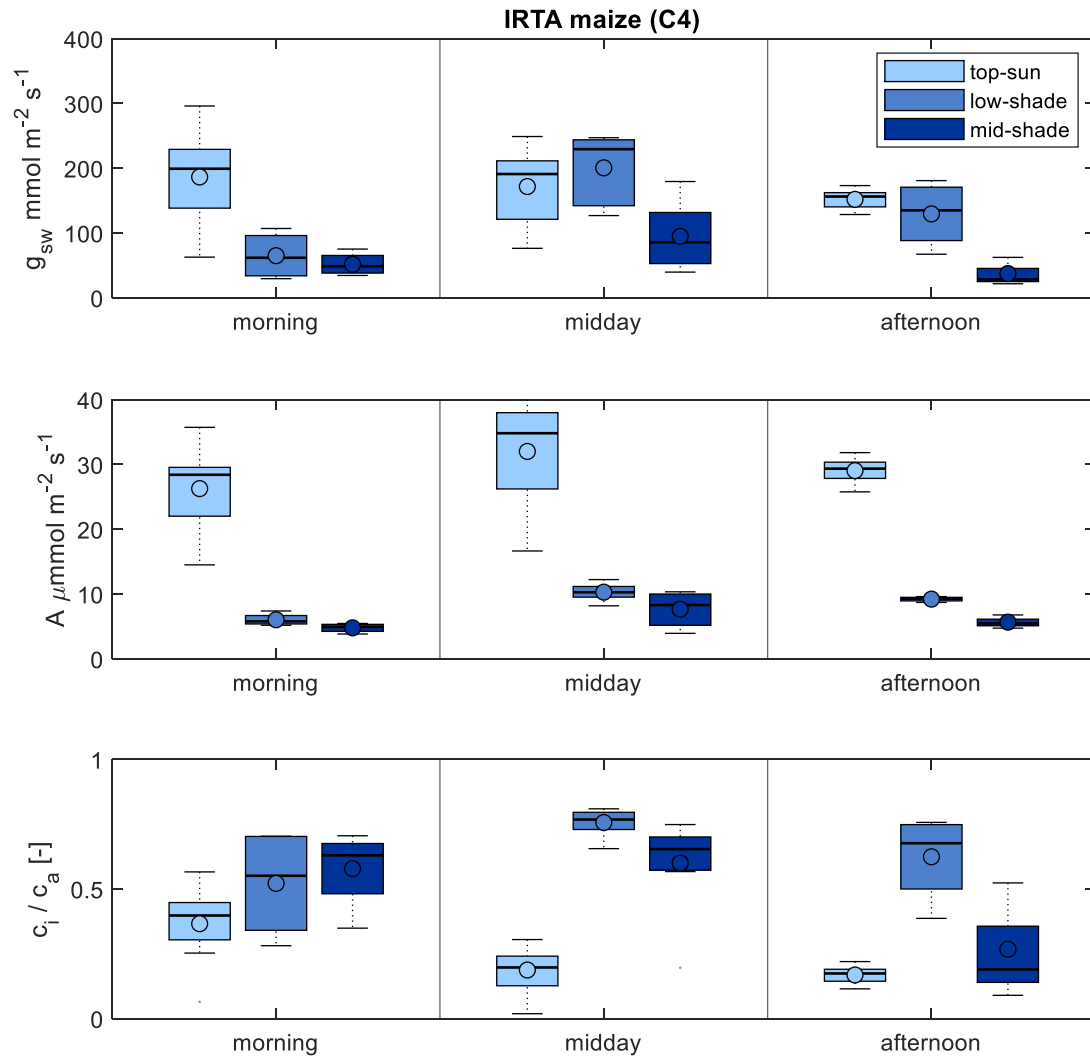 IRTA maize (C4)
400
300
200
100
0
g_sw mmol m^-2 s^-1
top-sun
low-shade
mid-shade
morning
midday
afternoon
40
30
20
10
0
A μmmol m^-2 s^-1
morning
midday
afternoon
1
0.5
0
c_i / c_a [-]
morning
midday
afternoon